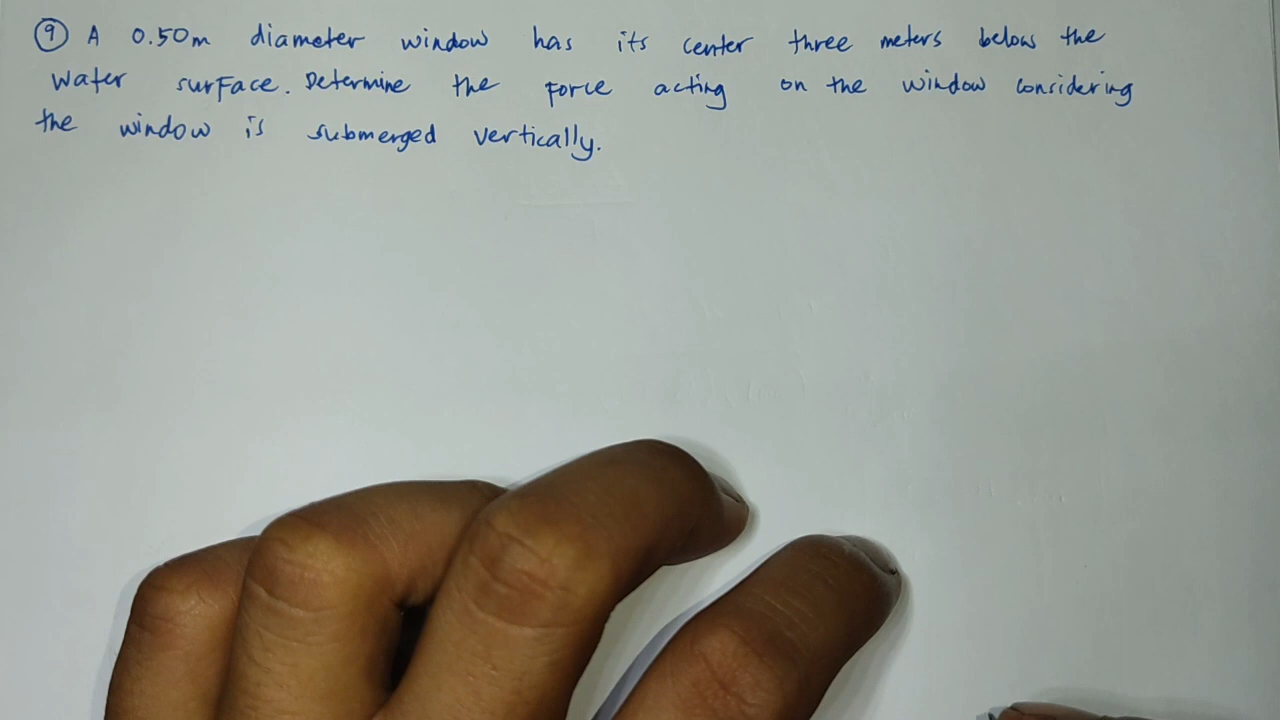 9 A 0.50m diameter window has its center three meters below the
water surface. Determine the force acting on the window considering
the window is submerged vertically.